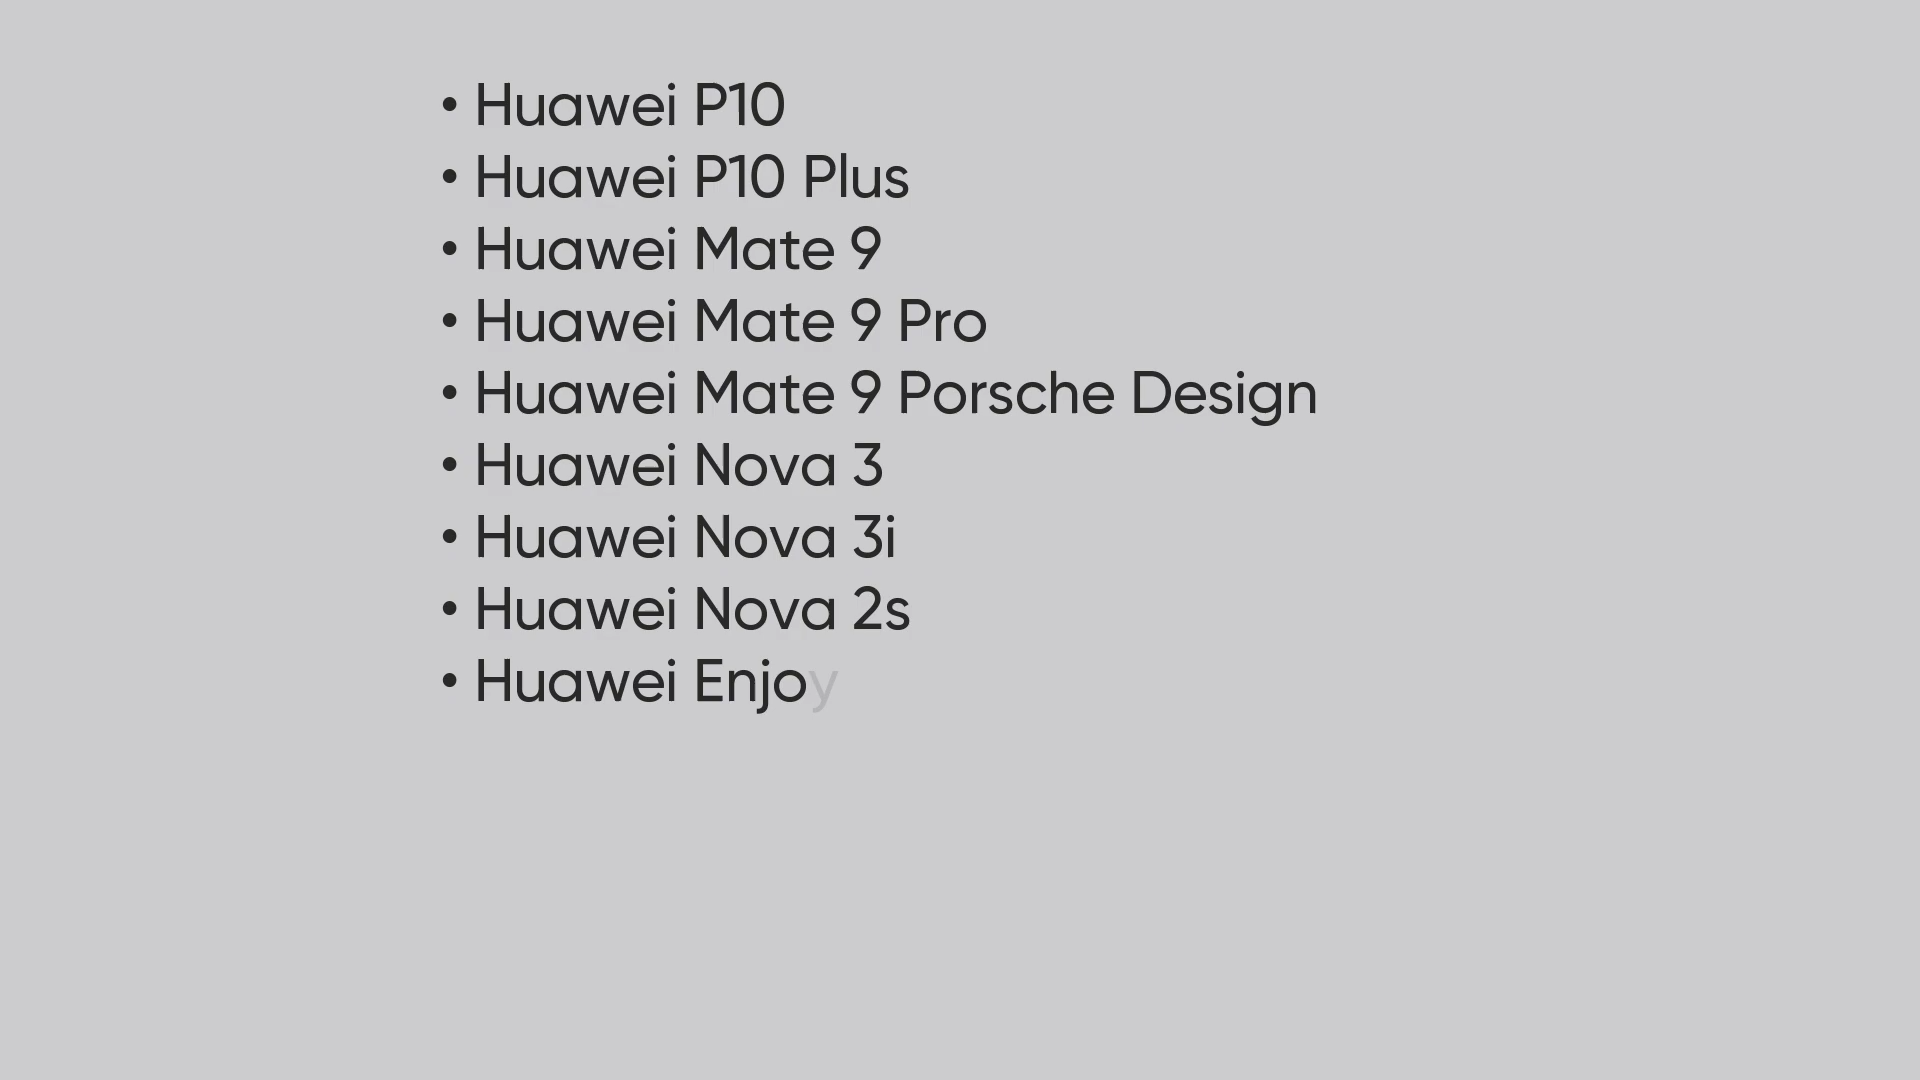 • Huawei P10
• Huawei P10 Plus
• Huawei Mate 9
• Huawei Mate 9 Pro
• Huawei Mate 9 Porsche Design
• Huawei Nova 3
• Huawei Nova 3i
• Huawei Nova 2s
• Huawei Enjoy